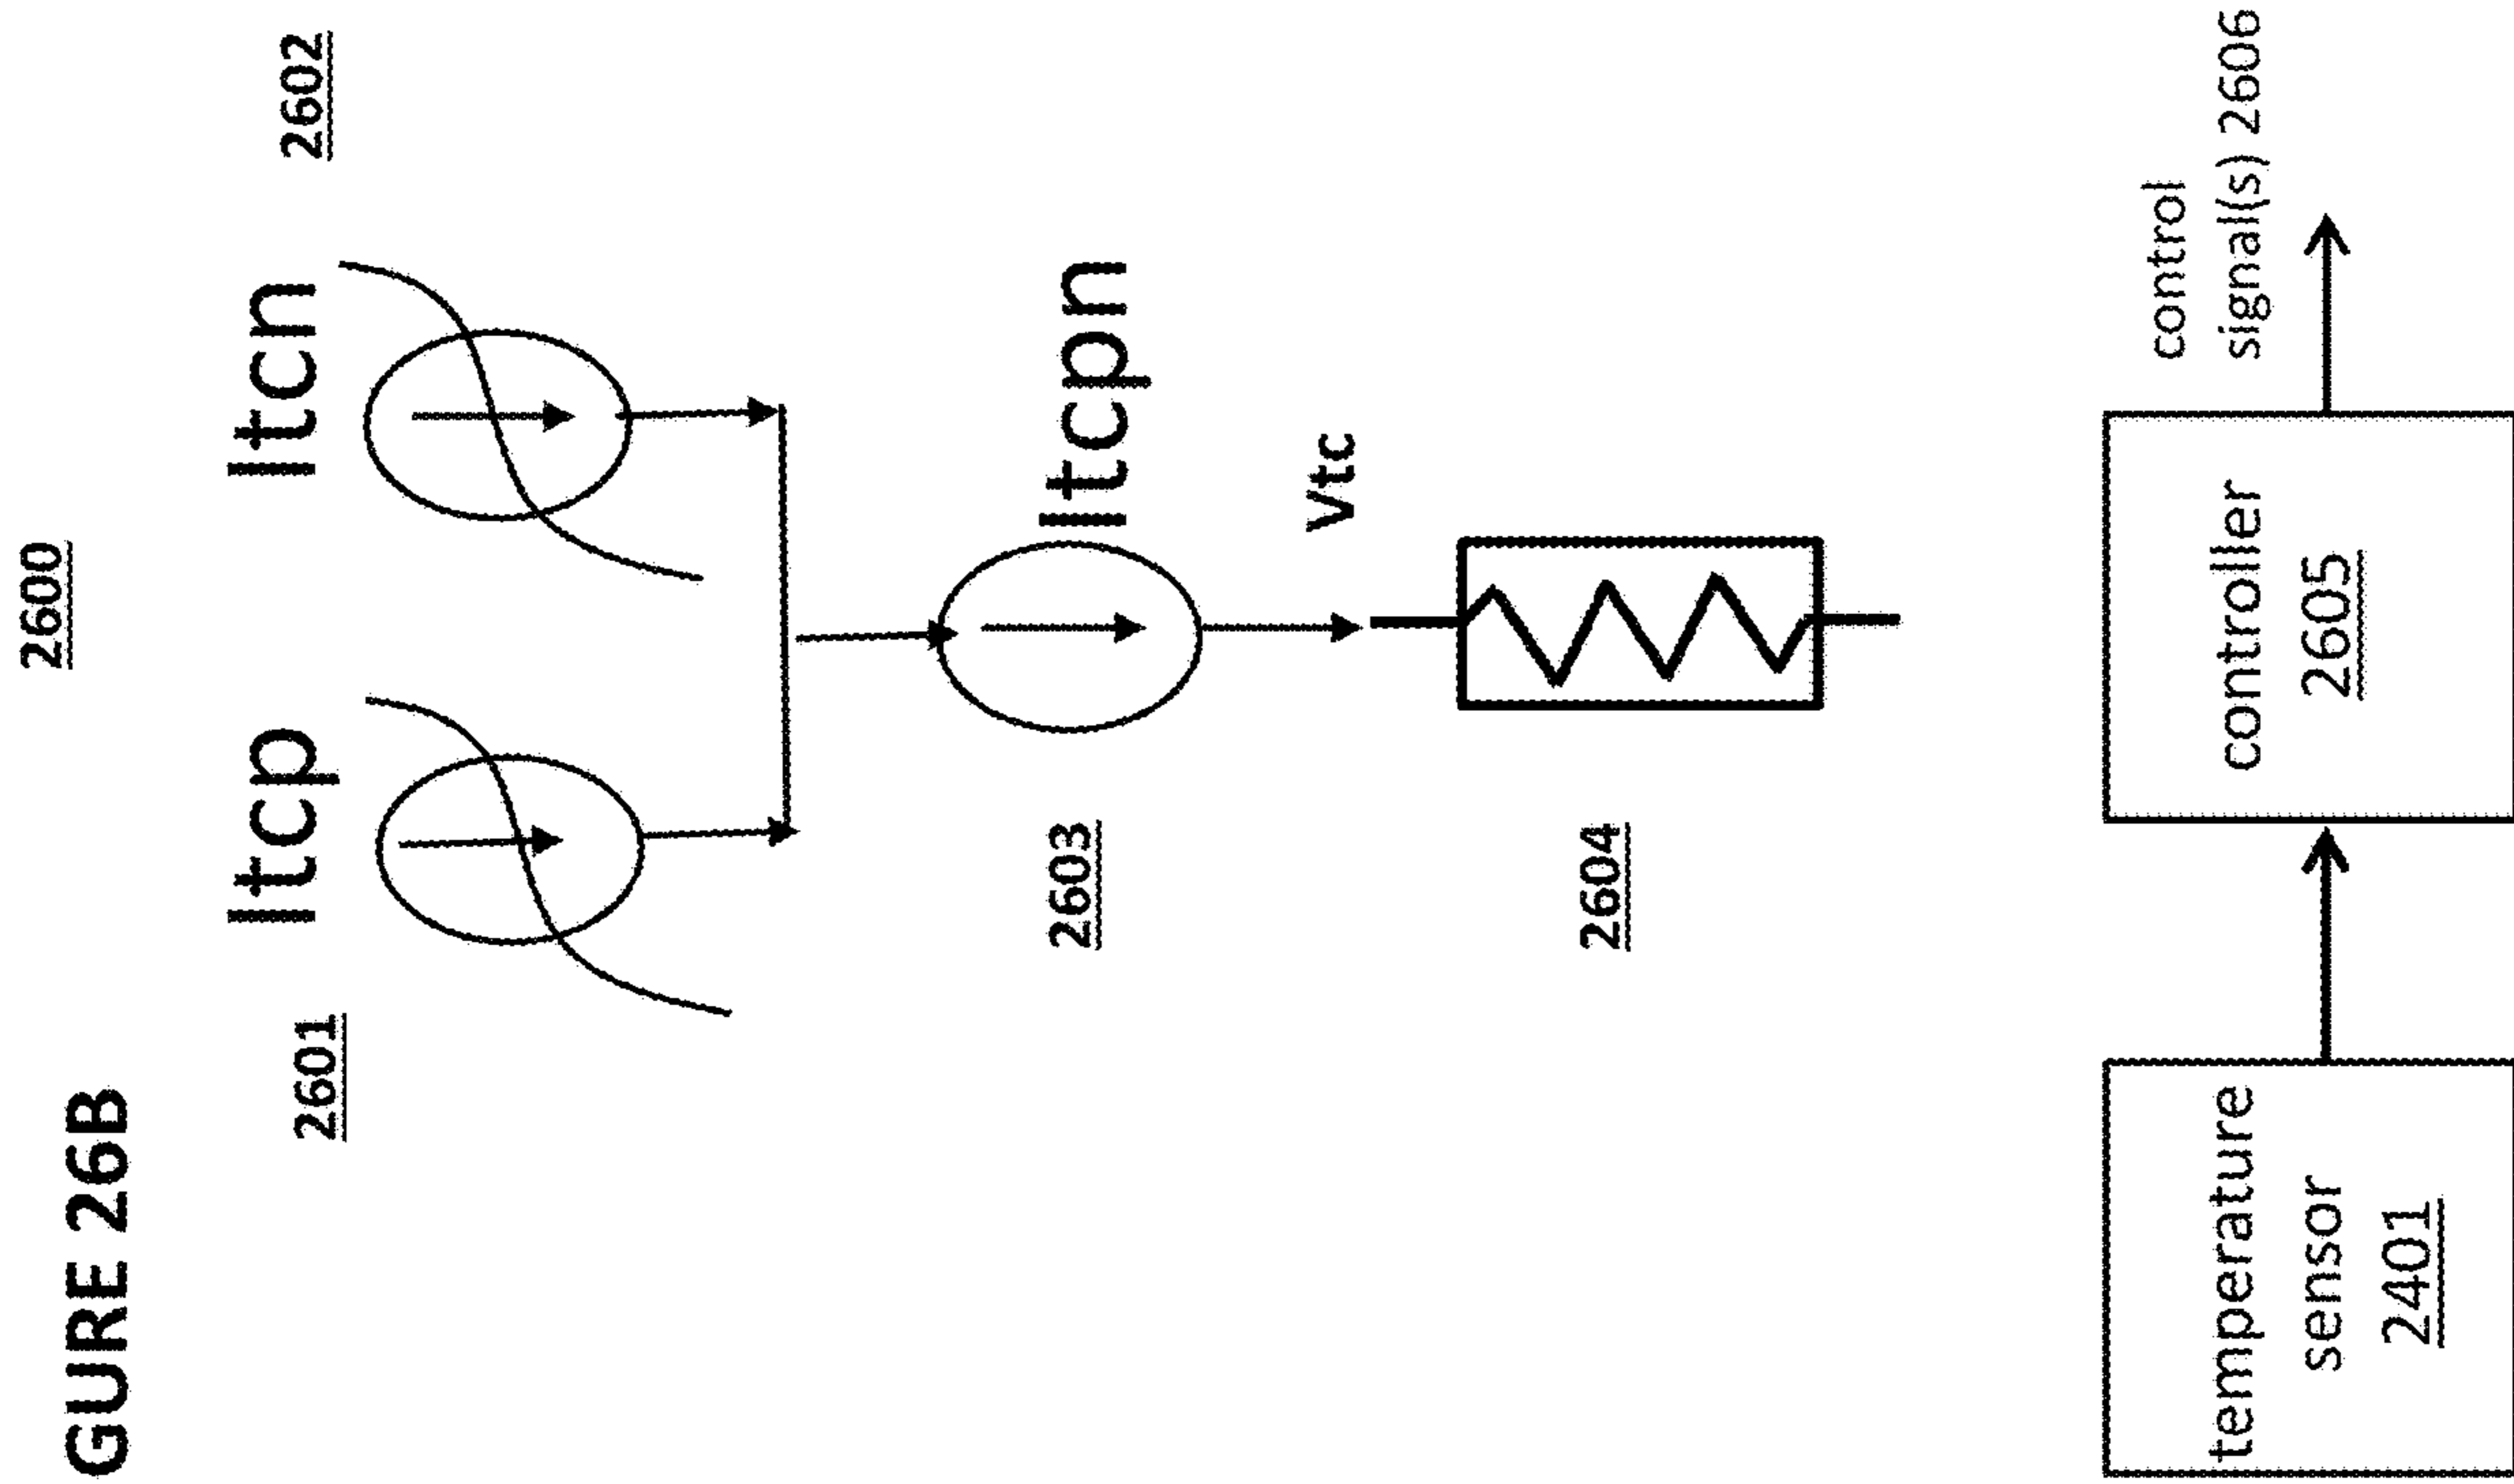 GURE 26B
2600
Itcp
Itcn
2601
2602
Itcpn
2603
Vtc
2604
temperature
sensor
2401
controller
2605
control
signal(s) 2606